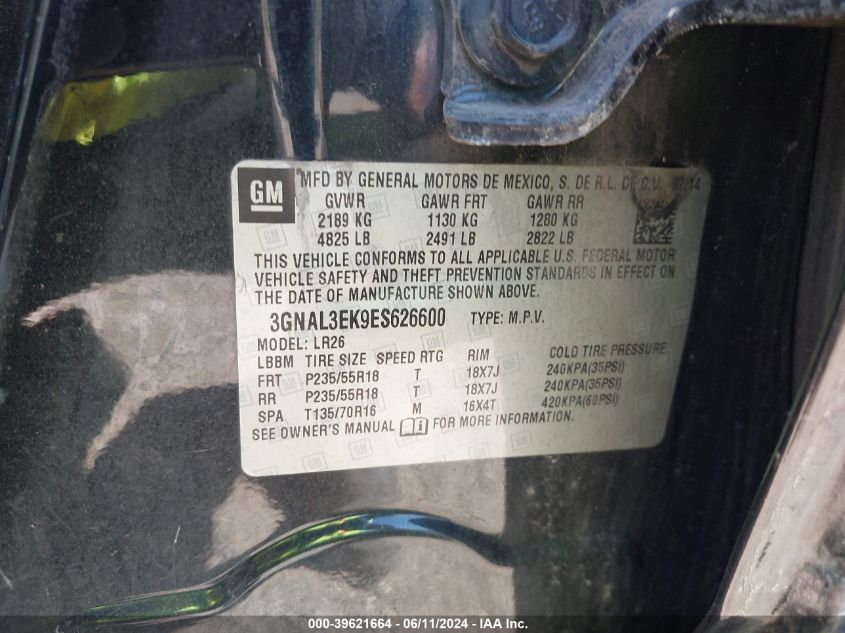 GM
MFD BY GENERAL MOTORS DE MEXICO, S. DE R.L. DE C.V. 02/14
GVWR GAWR FRT GAWR RR
2189 KG 1130 KG 1280 KG
4825 LB 2491 LB 2822 LB
THIS VEHICLE CONFORMS TO ALL APPLICABLE U.S. FEDERAL MOTOR
VEHICLE SAFETY AND THEFT PREVENTION STANDARDS IN EFFECT ON
THE DATE OF MANUFACTURE SHOWN ABOVE.
3GNAL3EK9ES626600 TYPE: M.P.V.
MODEL: LR26
LBBM TIRE SIZE SPEED RTG RIM COLD TIRE PRESSURE
FRT P235/55R18 T 18X7J 240KPA(35PSI)
RR P235/55R18 T 18X7J 240KPA(35PSI)
SPA T135/70R16 M 16X4T 420KPA(60PSI)
SEE OWNER'S MANUAL FOR MORE INFORMATION.
000-39621664 - 06/11/2024 - IAA Inc.